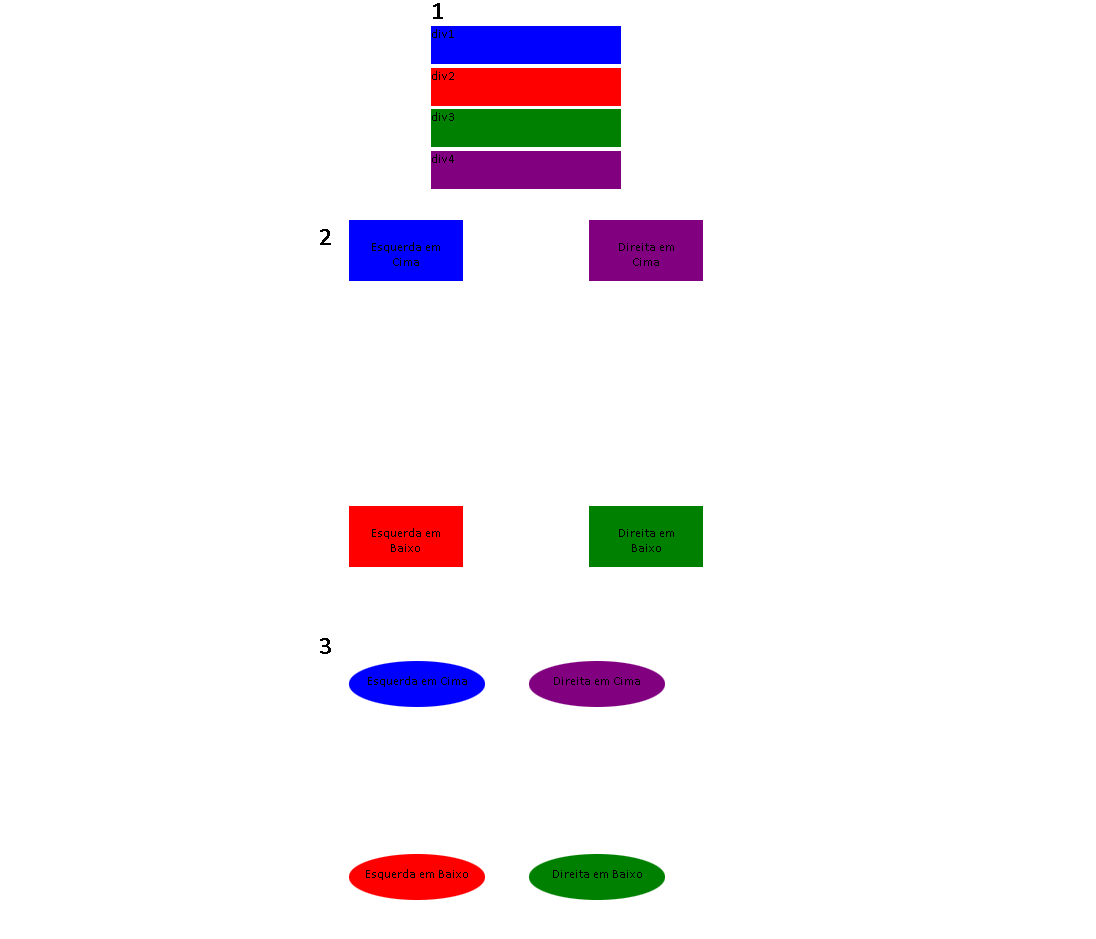 1
div1
div2
div3
div4
2
Esquerda em
Cima
Direita em
Cima
Esquerda em
Baixo
Direita em
Baixo
3
Esquerda em Cima
Direita em Cima
Esquerda em Baixo
Direita em Baixo